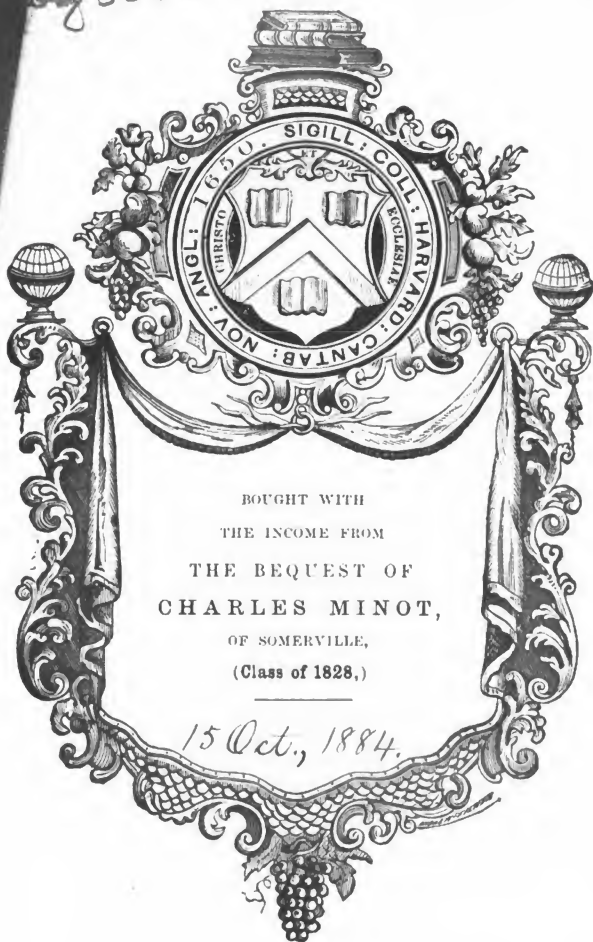 SIGILL: COLL: HARVARD: CANTAB: NOV: ANGL: 1650.
ET
CHRISTO
ECCLESIAE
BOUGHT WITH
THE INCOME FROM
THE BEQUEST OF
CHARLES MINOT,
OF SOMERVILLE,
(Class of 1828,)
15 Oct., 1884.